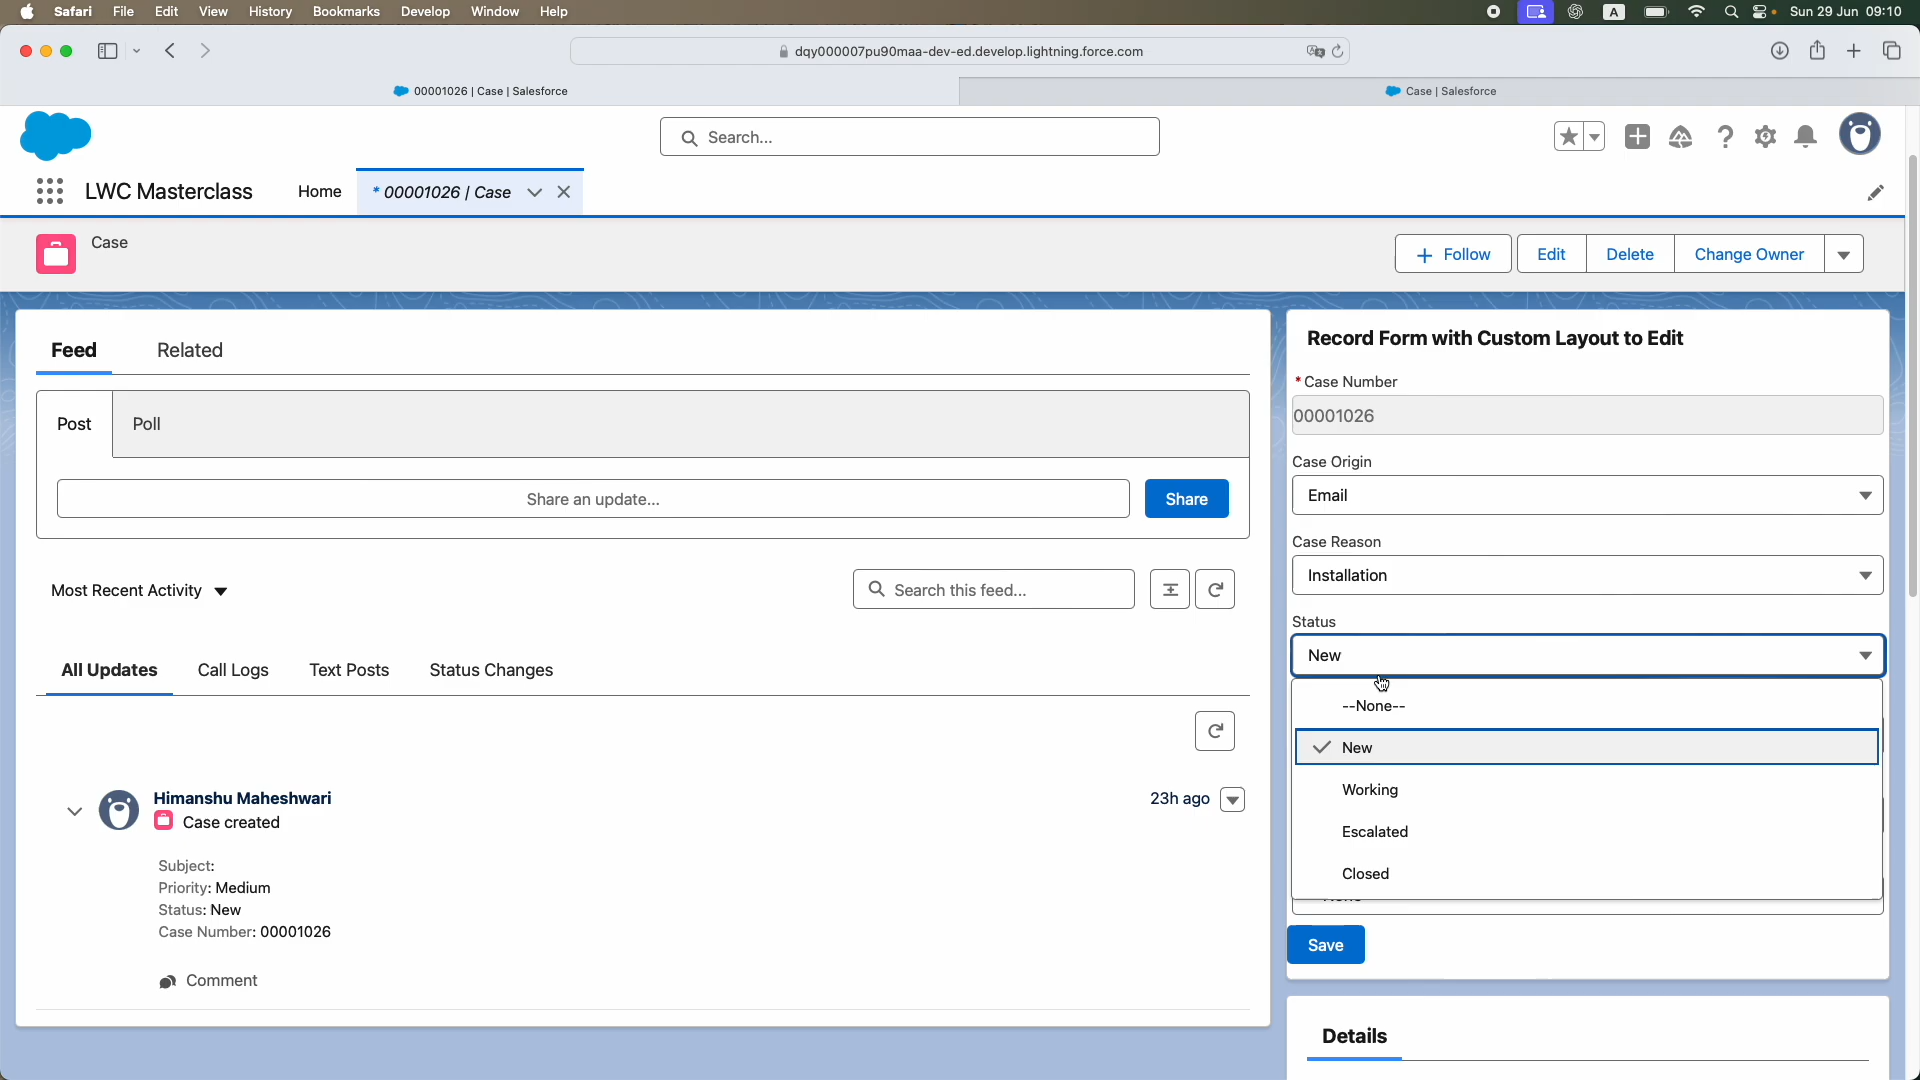 Safari File Edit View History Bookmarks Develop Window Help A Sun 29 Jun 09:10
dqy000007pu90maa-dev-ed.develop.lightning.force.com
00001026 | Case | Salesforce
Case | Salesforce
Search...
LWC Masterclass Home * 00001026 | Case
Case
Follow Edit Delete Change Owner
Feed Related
Post Poll
Share an update... Share
Most Recent Activity Search this feed...
All Updates Call Logs Text Posts Status Changes
Himanshu Maheshwari 23h ago
Case created
Subject:
Priority: Medium
Status: New
Case Number: 00001026
Comment
Record Form with Custom Layout to Edit
* Case Number
00001026
Case Origin
Email
Case Reason
Installation
Status
New
--None--
New
Working
Escalated
Closed
Save
Details